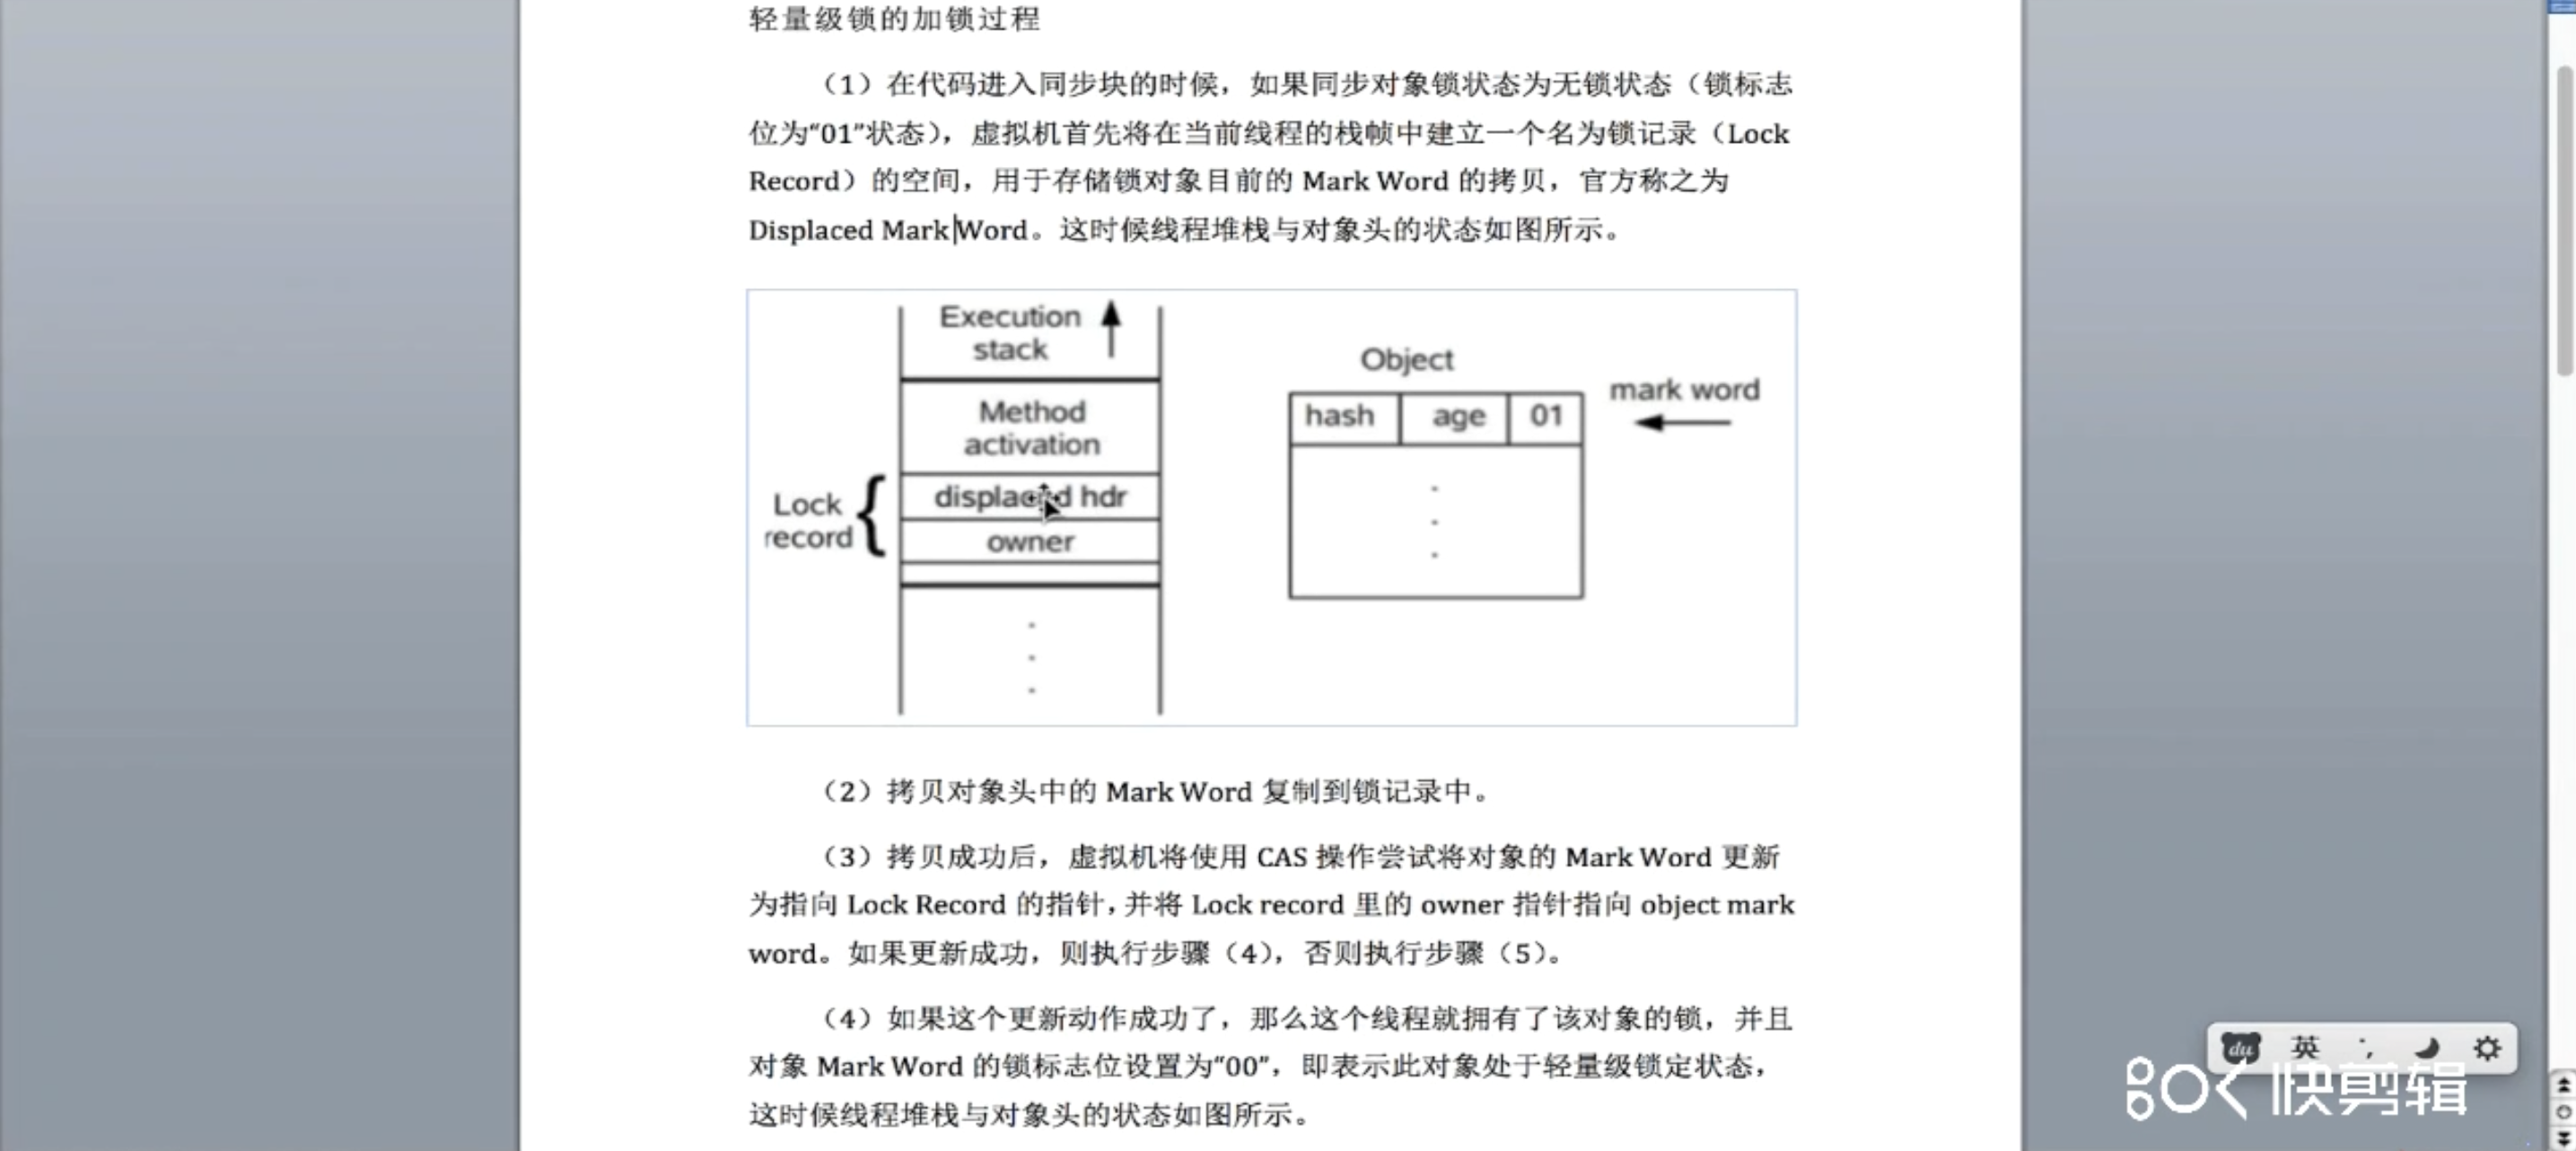 轻量级锁的加锁过程
（1）在代码进入同步块的时候，如果同步对象锁状态为无锁状态（锁标志
位为“01”状态），虚拟机首先将在当前线程的栈帧中建立一个名为锁记录（Lock
Record）的空间，用于存储锁对象目前的 Mark Word 的拷贝，官方称之为
Displaced Mark Word。这时候线程堆栈与对象头的状态如图所示。
Execution
stack
Method
activation
Lock
record
displaced hdr
owner
Object
hash age 01
mark word
（2）拷贝对象头中的 Mark Word 复制到锁记录中。
（3）拷贝成功后，虚拟机将使用 CAS 操作尝试将对象的 Mark Word 更新
为指向 Lock Record 的指针，并将 Lock record 里的 owner 指针指向 object mark
word。如果更新成功，则执行步骤（4），否则执行步骤（5）。
（4）如果这个更新动作成功了，那么这个线程就拥有了该对象的锁，并且
对象 Mark Word 的锁标志位设置为“00”，即表示此对象处于轻量级锁定状态，
这时候线程堆栈与对象头的状态如图所示。
du 英
快剪辑